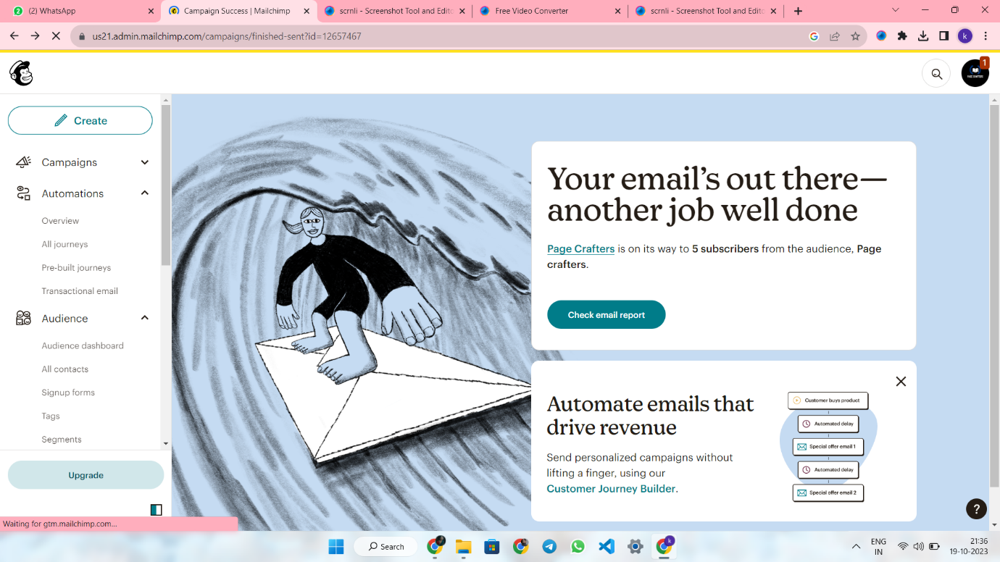 (2) WhatsApp
Campaign Success | Mailchimp
scrnli - Screenshot Tool and Edito
Free Video Converter
scrnli - Screenshot Tool and Edito
us21.admin.mailchimp.com/campaigns/finished-sent?id=12657467
k
1
Create
Campaigns
Automations
Overview
All journeys
Pre-built journeys
Transactional email
Audience
Audience dashboard
All contacts
Signup forms
Tags
Segments
Upgrade
Your email's out there—
another job well done
Page Crafters is on its way to 5 subscribers from the audience, Page
crafters.
Check email report
Automate emails that
drive revenue
Send personalized campaigns without
lifting a finger, using our
Customer Journey Builder.
Customer buys product
Automated delay
Special offer email 1
Automated delay
Special offer email 2
?
Waiting for gtm.mailchimp.com...
Search
k
ENG
IN
21:36
19-10-2023